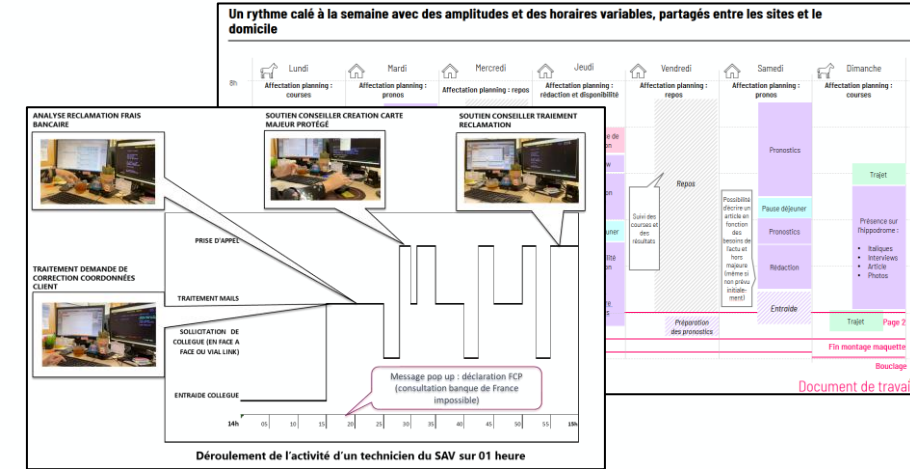 Un rythme calé à la semaine avec des amplitudes et des horaires variables, partagés entre les sites et le
domicile
Lundi
Mardi
Mercredi
Jeudi
Vendredi
Samedi
Dimanche
8h
Affectation planning :
courses
Affectation planning :
pronos
Affectation planning : repos
Affectation planning :
rédaction et disponibilité
Affectation planning :
repos
Affectation planning :
pronos
Affectation planning :
courses
Repos
Suivi des
courses et
des
résultats
Préparation
des pronostics
Possibilité
d'écrire un
article en
fonction
des
besoins de
l'actu et
hors
majeure
(même si
non prévu
initiale-
ment)
Pronostics
Pause déjeuner
Pronostics
Rédaction
Entraide
Trajet
Présence sur
l'hippodrome :
• Italiques
• Interviews
• Article
• Photos
Trajet
Page 2
Fin montage maquette
Bouclage
Document de travai
ANALYSE RECLAMATION FRAIS
BANCAIRE
SOUTIEN CONSEILLER CREATION CARTE
MAJEUR PROTÉGÉ
SOUTIEN CONSEILLER TRAIEMENT
RECLAMATION
TRAITEMENT DEMANDE DE
CORRECTION COORDONNÉES
CLIENT
PRISE D'APPEL
TRAITEMENT MAILS
SOLLICITATION DE
COLLEGUE (EN FACE A
FACE OU VIAL LINK)
ENTRAIDE COLLEGUE
Message pop up : déclaration FCP
(consultation banque de France
impossible)
14h 05 10 15 20 25 30 35 40 45 50 55 15h
Déroulement de l'activité d'un technicien du SAV sur 01 heure